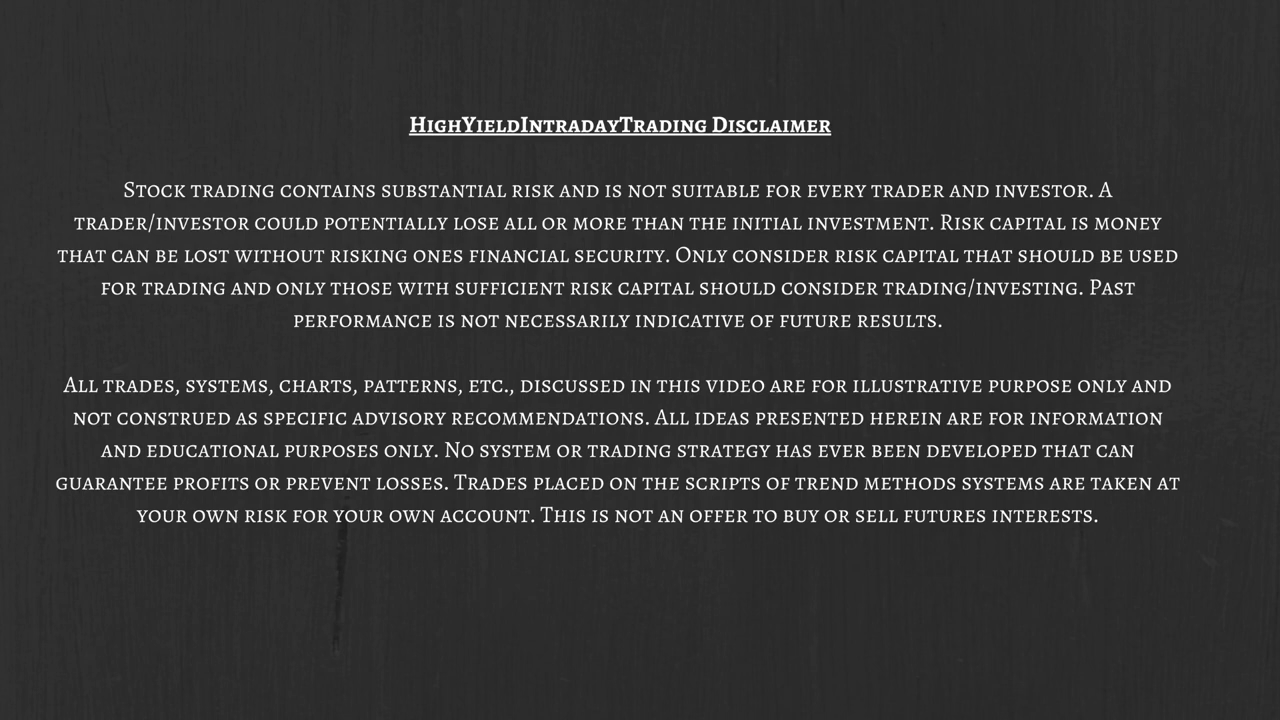 HighYieldIntradayTrading Disclaimer
Stock trading contains substantial risk and is not suitable for every trader and investor. A
trader/investor could potentially lose all or more than the initial investment. Risk capital is money
that can be lost without risking ones financial security. Only consider risk capital that should be used
for trading and only those with sufficient risk capital should consider trading/investing. Past
performance is not necessarily indicative of future results.
All trades, systems, charts, patterns, etc., discussed in this video are for illustrative purpose only and
not construed as specific advisory recommendations. All ideas presented herein are for information
and educational purposes only. No system or trading strategy has ever been developed that can
guarantee profits or prevent losses. Trades placed on the scripts of trend methods systems are taken at
your own risk for your own account. This is not an offer to buy or sell futures interests.